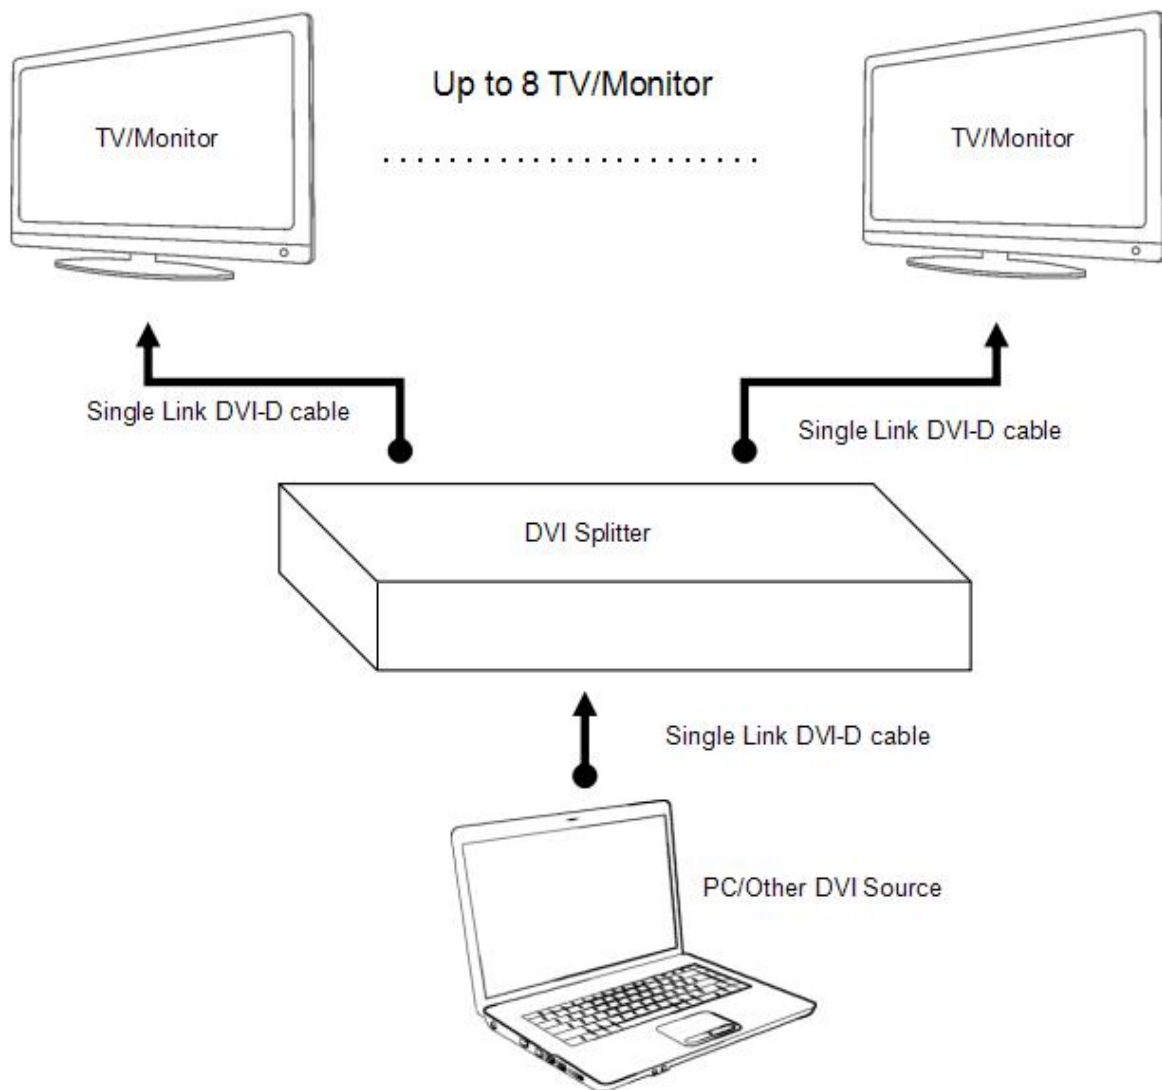 Up to 8 TV/Monitor
TV/Monitor
TV/Monitor
Single Link DVI-D cable
Single Link DVI-D cable
DVI Splitter
Single Link DVI-D cable
PC/Other DVI Source